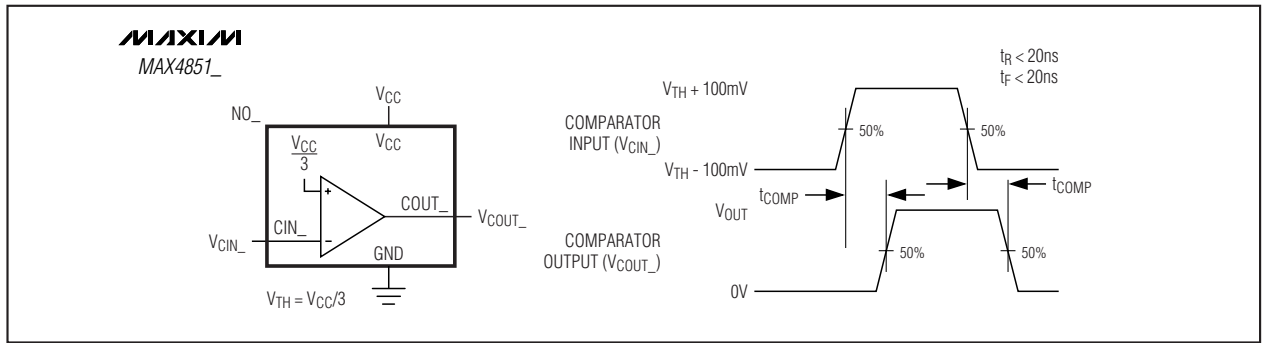 MAXIM
MAX4851_
NO_
VCC
VCC
VCC
3
+
-
CIN_
VCIN_
COUT_
VCOUT_
GND
VTH = VCC/3
tR < 20ns
tF < 20ns
VTH + 100mV
COMPARATOR
INPUT (VCIN_)
50%
50%
VTH - 100mV
tCOMP
tCOMP
VOUT
COMPARATOR
OUTPUT (VCOUT_)
50%
50%
0V